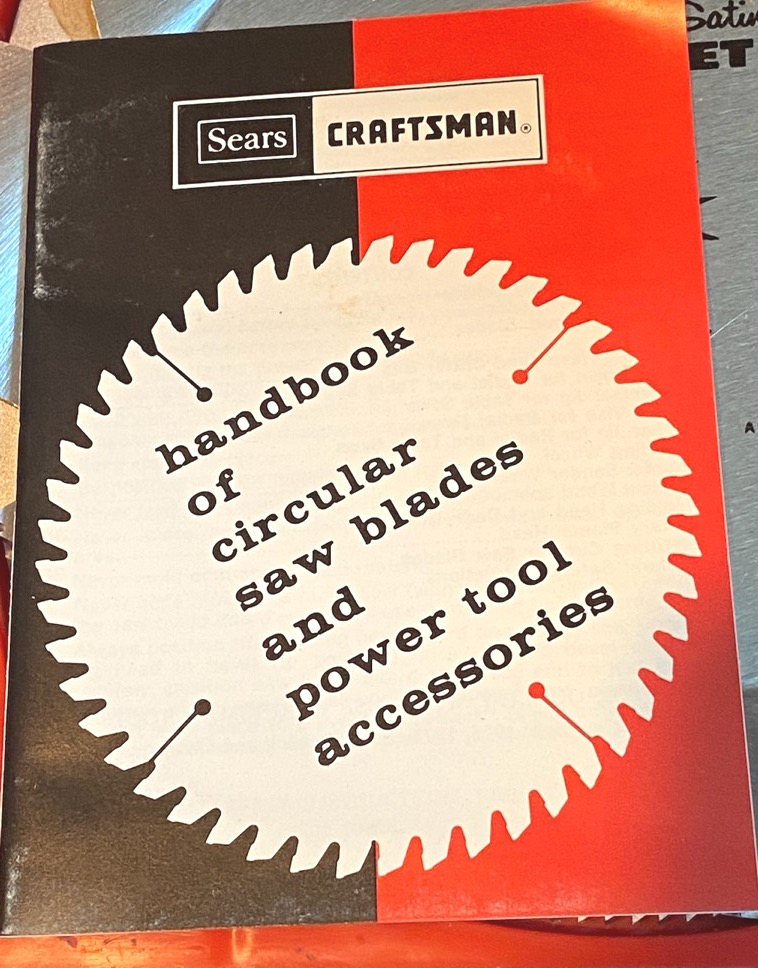 Sears CRAFTSMAN®
handbook
of
circular
saw blades
and
power tool
accessories